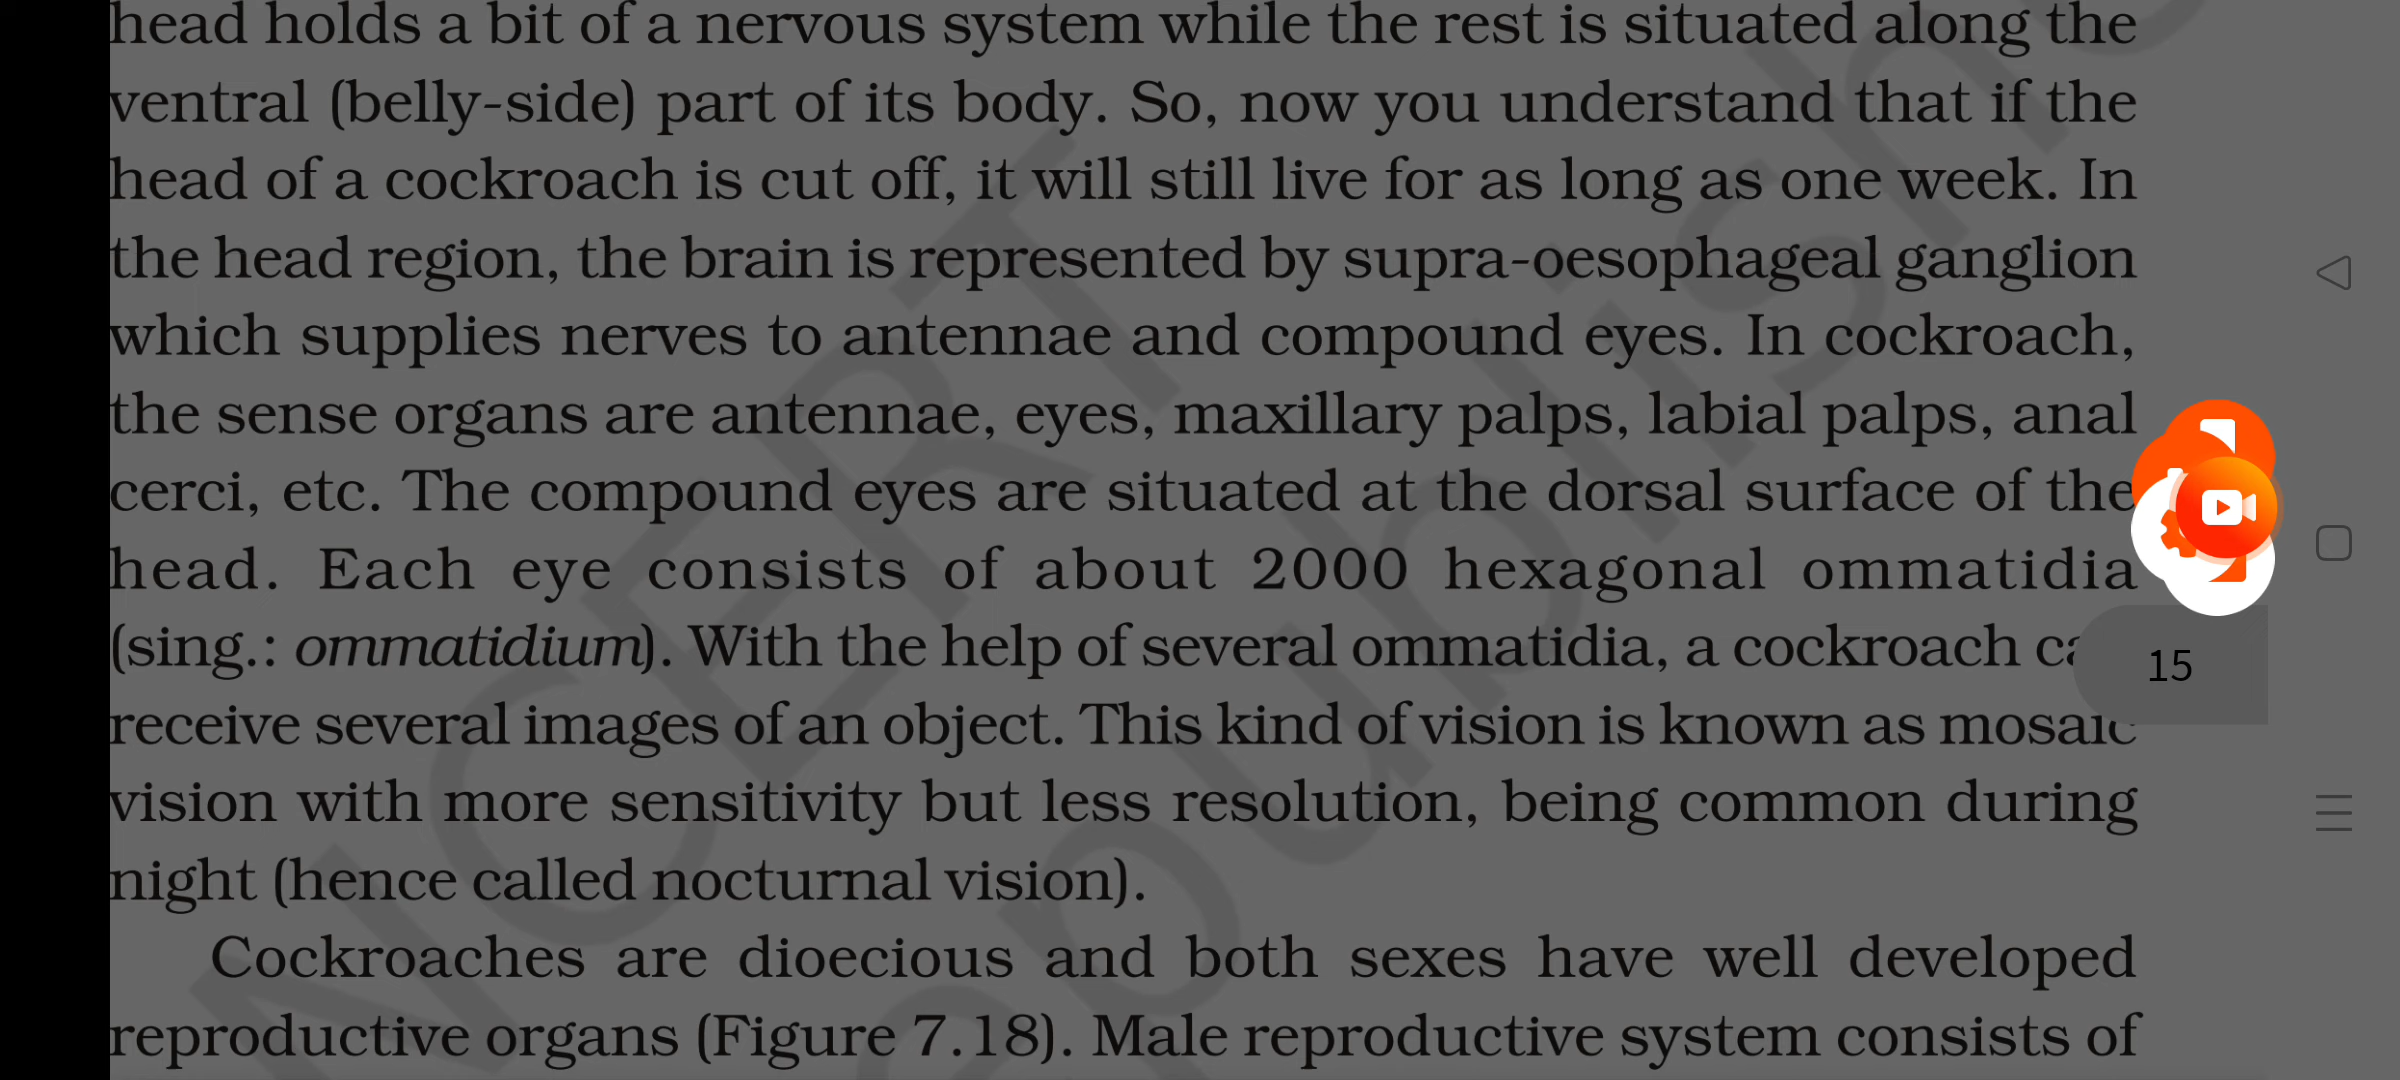 head holds a bit of a nervous system while the rest is situated along the
ventral (belly-side) part of its body. So, now you understand that if the
head of a cockroach is cut off, it will still live for as long as one week. In
the head region, the brain is represented by supra-oesophageal ganglion
which supplies nerves to antennae and compound eyes. In cockroach,
the sense organs are antennae, eyes, maxillary palps, labial palps, anal
cerci, etc. The compound eyes are situated at the dorsal surface of the
head. Each eye consists of about 2000 hexagonal ommatidia
(sing.: ommatidium). With the help of several ommatidia, a cockroach
15
receive several images of an object. This kind of vision is known as mosaic
vision with more sensitivity but less resolution, being common during
night (hence called nocturnal vision).
Cockroaches are dioecious and both sexes have well developed
reproductive organs (Figure 7.18). Male reproductive system consists of
NCERT